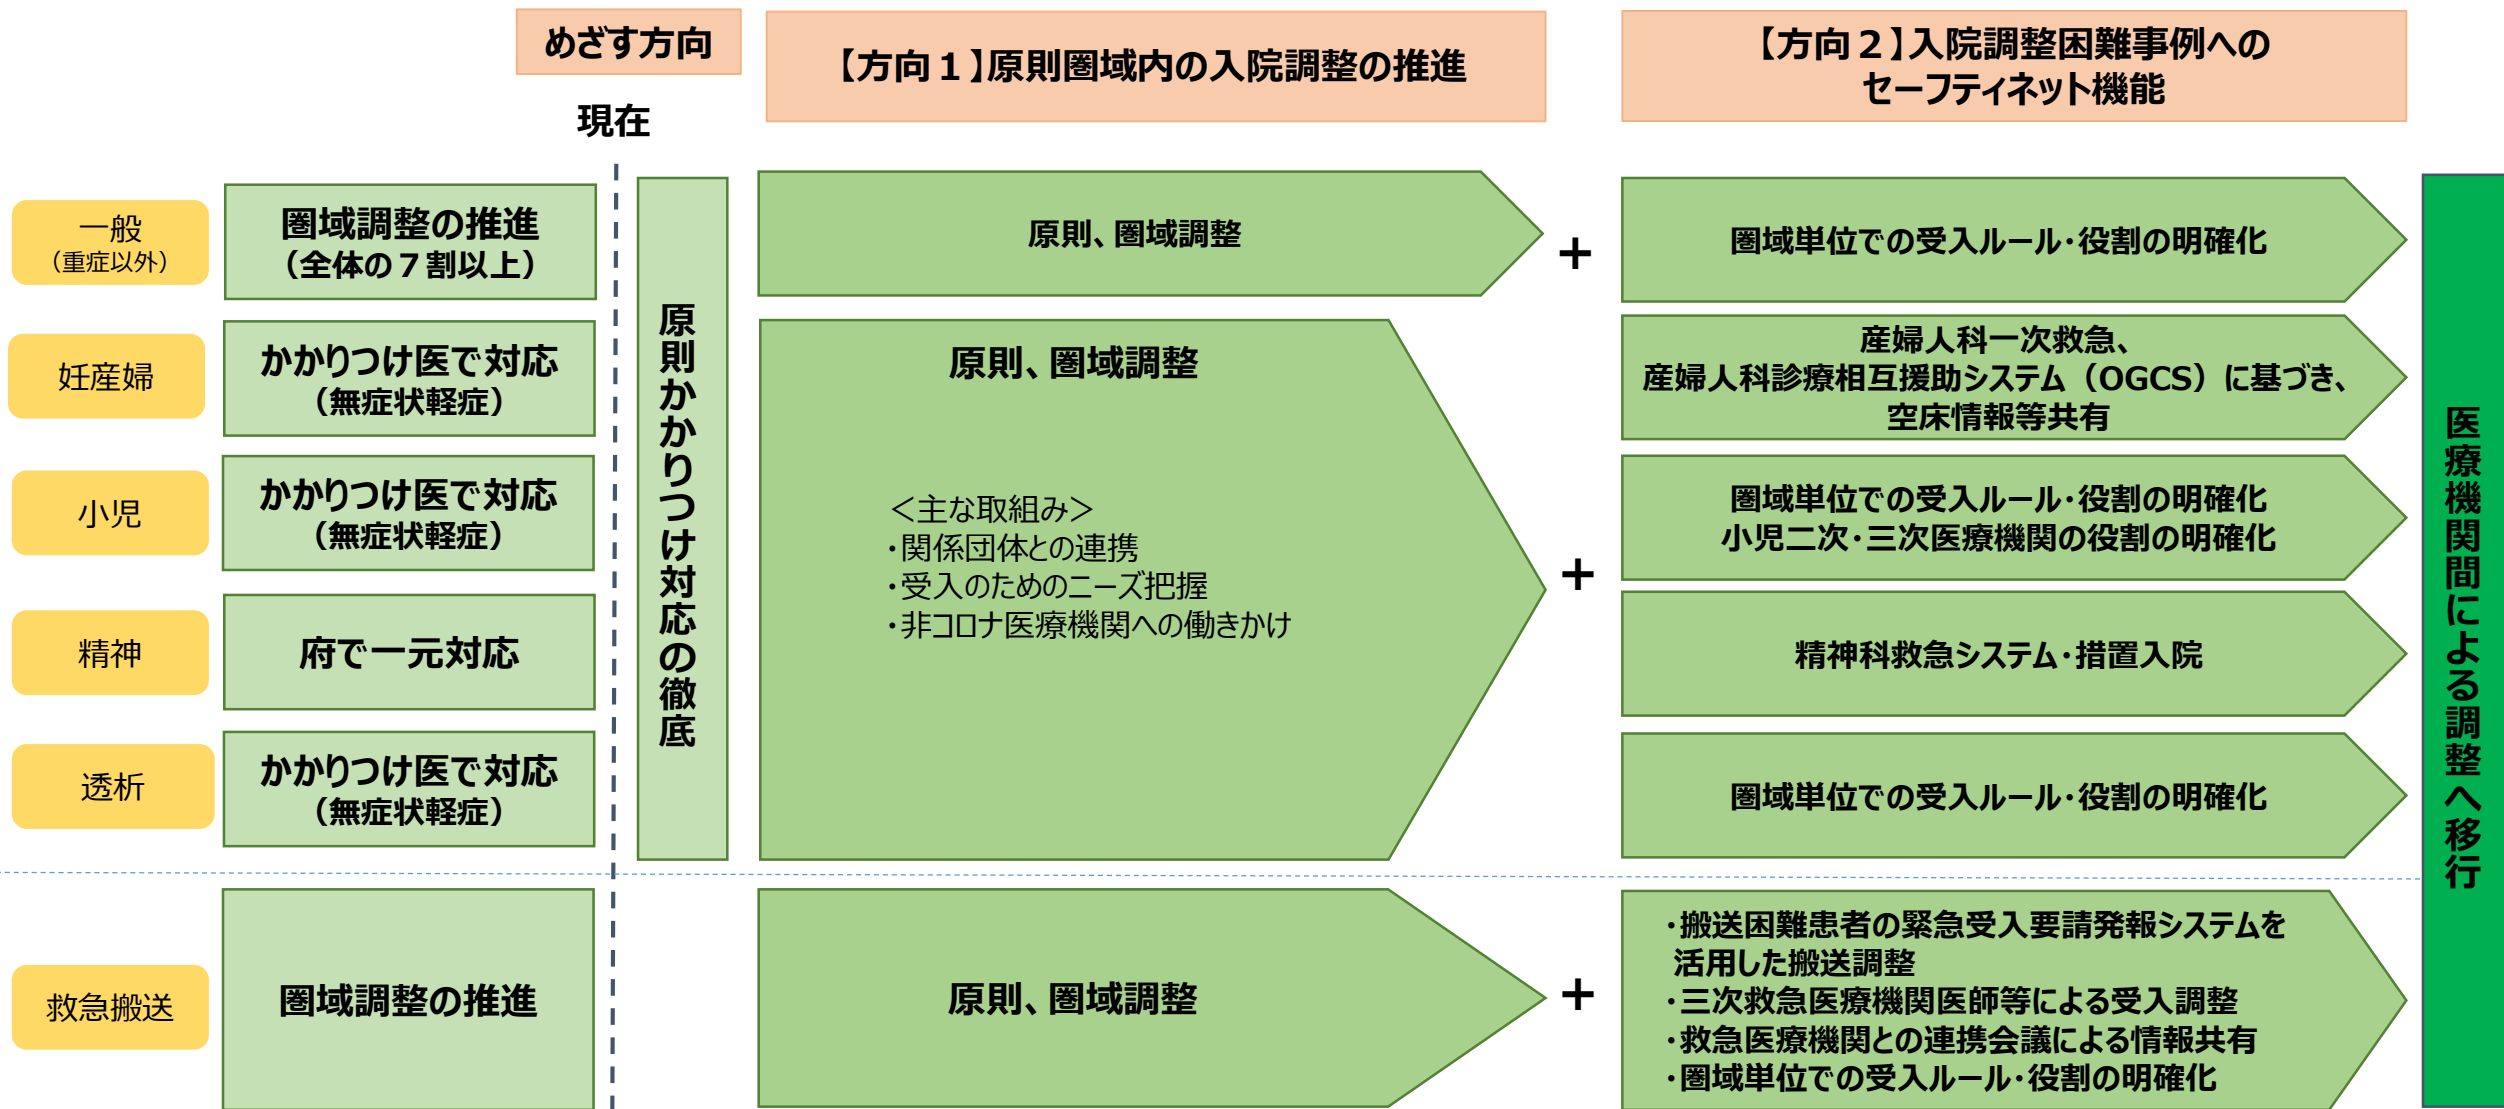 めざす方向
【方向１】原則圏域内の入院調整の推進
【方向２】入院調整困難事例への
セーフティネット機能
現在
一般
（重症以外）
圏域調整の推進
（全体の７割以上）
原則、圏域調整
+
圏域単位での受入ルール・役割の明確化
妊産婦
かかりつけ医で対応
（無症状軽症）
小児
かかりつけ医で対応
（無症状軽症）
精神
府で一元対応
透析
かかりつけ医で対応
（無症状軽症）
原則かかりつけ対応の徹底
原則、圏域調整
＜主な取組み＞
・関係団体との連携
・受入のためのニーズ把握
・非コロナ医療機関への働きかけ
+
産婦人科一次救急、
産婦人科診療相互援助システム（OGCS）に基づき、
空床情報等共有
圏域単位での受入ルール・役割の明確化
小児二次・三次医療機関の役割の明確化
精神科救急システム・措置入院
圏域単位での受入ルール・役割の明確化
救急搬送
圏域調整の推進
原則、圏域調整
+
・搬送困難患者の緊急受入要請発報システムを
活用した搬送調整
・三次救急医療機関医師等による受入調整
・救急医療機関との連携会議による情報共有
・圏域単位での受入ルール・役割の明確化
医療機関間による調整へ移行